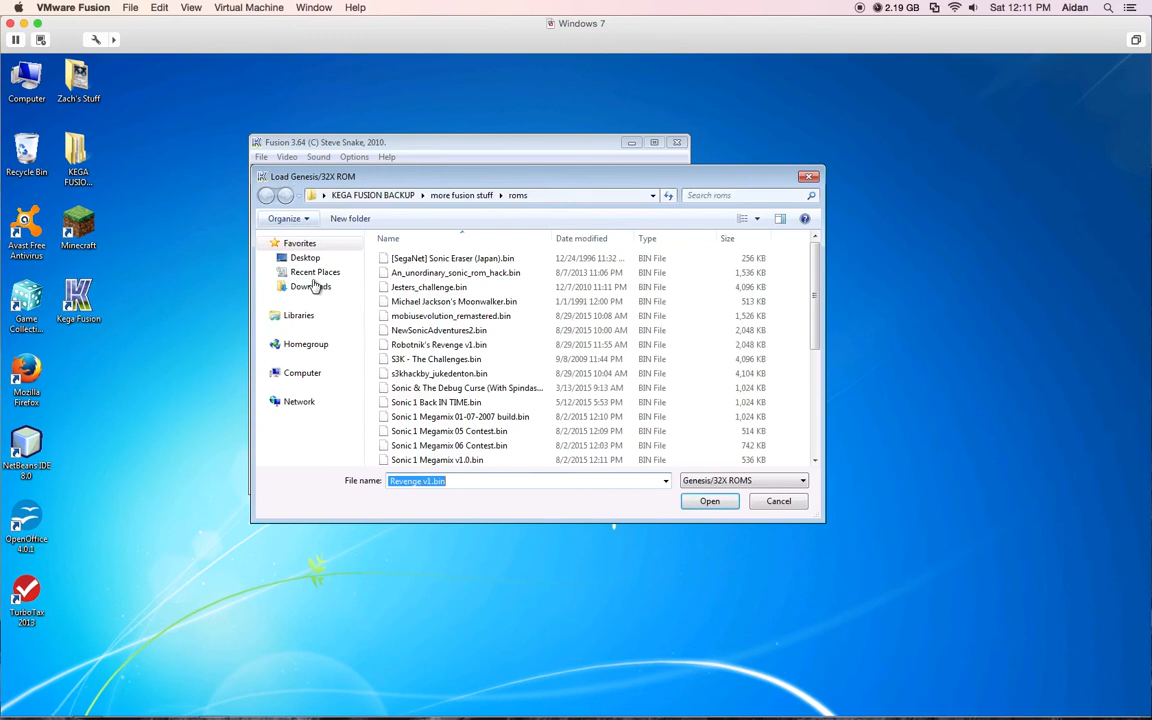 VMware Fusion File Edit View Virtual Machine Window Help 2.19 GB Sat 12:11 PM Aidan
Windows 7
Computer
Zach's Stuff
Recycle Bin
KEGA FUSIO...
Avast Free Antivirus
Minecraft
Game Collecti...
Kega Fusion
Mozilla Firefox
NetBeans IDE 8.0
OpenOffice 4.0.1
TurboTax 2013
Fusion 3.64 (C) Steve Snake, 2010.
File Video Sound Options Help
Load Genesis/32X ROM
KEGA FUSION BACKUP more fusion stuff roms Search roms
Organize New folder
Favorites
Desktop
Recent Places
Downloads
Libraries
Homegroup
Computer
Network
Name Date modified Type Size
[SegaNet] Sonic Eraser (Japan).bin 12/24/1996 11:32 ... BIN File 256 KB
An_unordinary_sonic_rom_hack.bin 8/7/2013 11:06 PM BIN File 1,536 KB
Jesters_challenge.bin 12/7/2010 11:11 PM BIN File 4,096 KB
Michael Jackson's Moonwalker.bin 1/1/1991 12:00 PM BIN File 513 KB
mobiusevolution_remastered.bin 8/29/2015 10:08 AM BIN File 1,526 KB
NewSonicAdventures2.bin 8/29/2015 10:00 AM BIN File 2,048 KB
Robotnik's Revenge v1.bin 8/29/2015 11:55 AM BIN File 2,048 KB
S3K - The Challenges.bin 9/8/2009 11:44 PM BIN File 4,096 KB
s3khackby_jukedenton.bin 8/29/2015 10:04 AM BIN File 4,104 KB
Sonic & The Debug Curse (With Spindas... 3/13/2015 9:13 AM BIN File 1,024 KB
Sonic 1 Back IN TIME.bin 5/12/2015 5:53 PM BIN File 1,024 KB
Sonic 1 Megamix 01-07-2007 build.bin 8/2/2015 12:10 PM BIN File 1,024 KB
Sonic 1 Megamix 05 Contest.bin 8/2/2015 12:09 PM BIN File 514 KB
Sonic 1 Megamix 06 Contest.bin 8/2/2015 12:03 PM BIN File 742 KB
Sonic 1 Megamix v1.0.bin 8/2/2015 12:11 PM BIN File 536 KB
File name: Revenge v1.bin Genesis/32X ROMS
Open Cancel